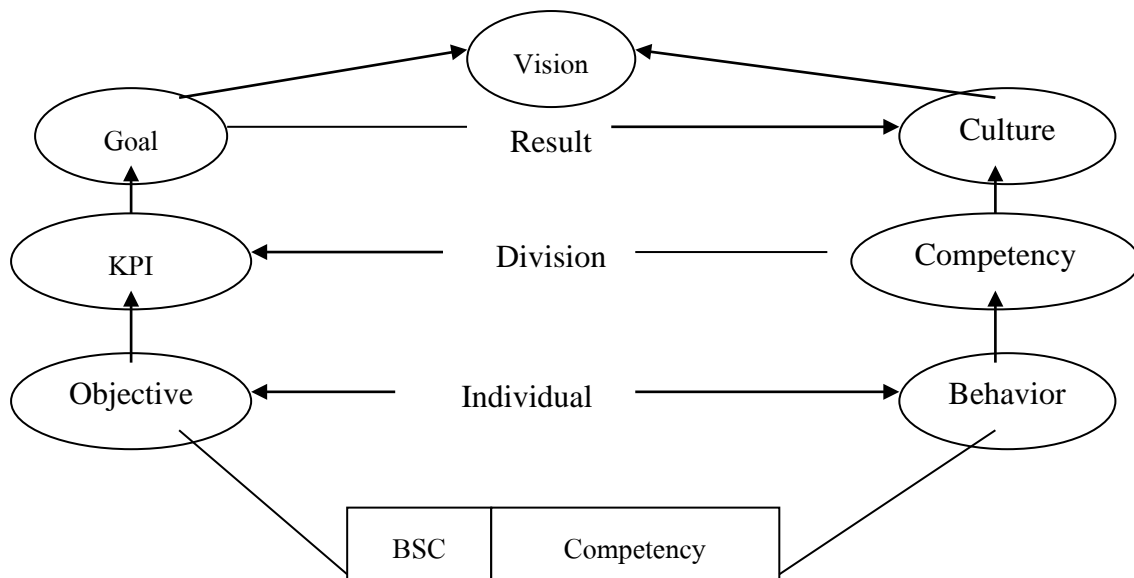 Vision
Goal Result Culture
KPI Division Competency
Objective Individual Behavior
BSC Competency